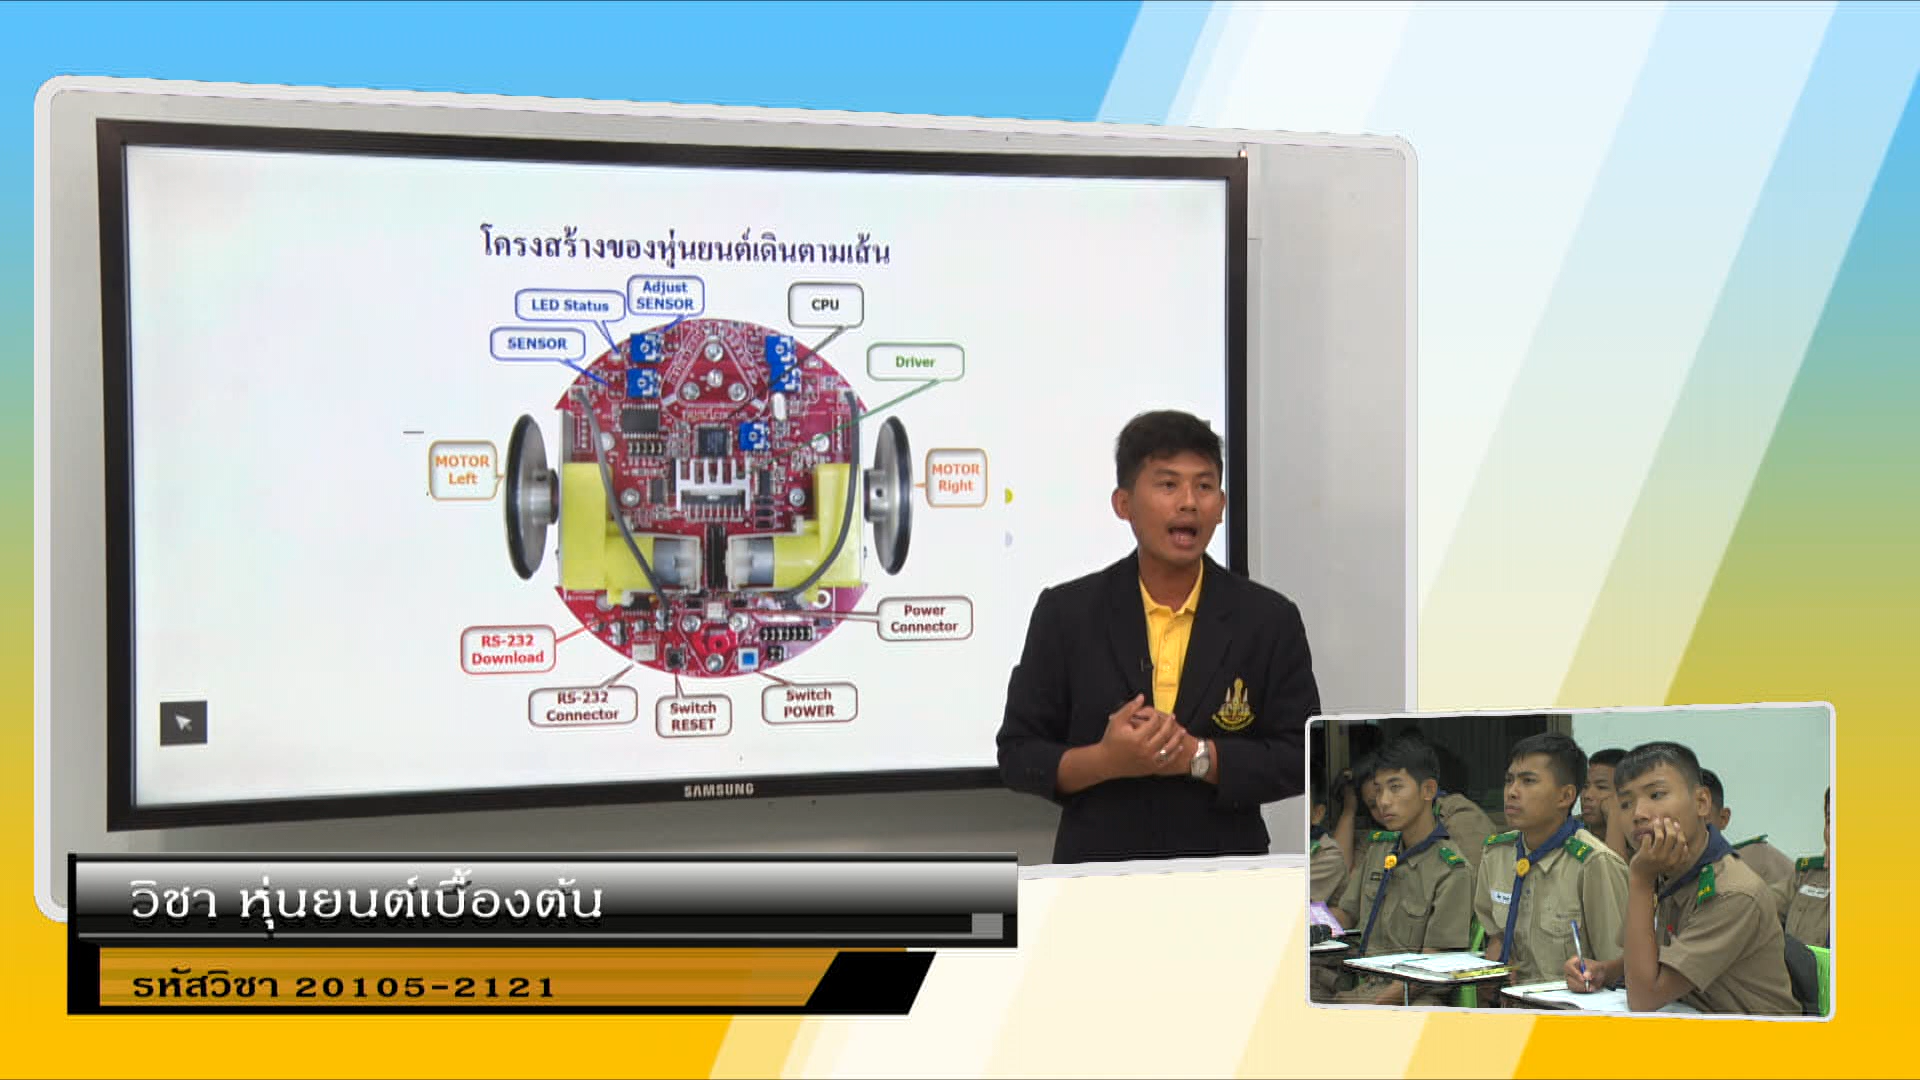 โครงสร้างของหุ่นยนต์เดินตามเส้น
Adjust
SENSOR
LED Status
CPU
SENSOR
Driver
MOTOR
Left
MOTOR
Right
Power
Connector
RS-232
Download
RS-232
Connector
Switch
RESET
Switch
POWER
SAMSUNG
วิชา หุ่นยนต์เบื้องต้น
รหัสวิชา 20105-2121